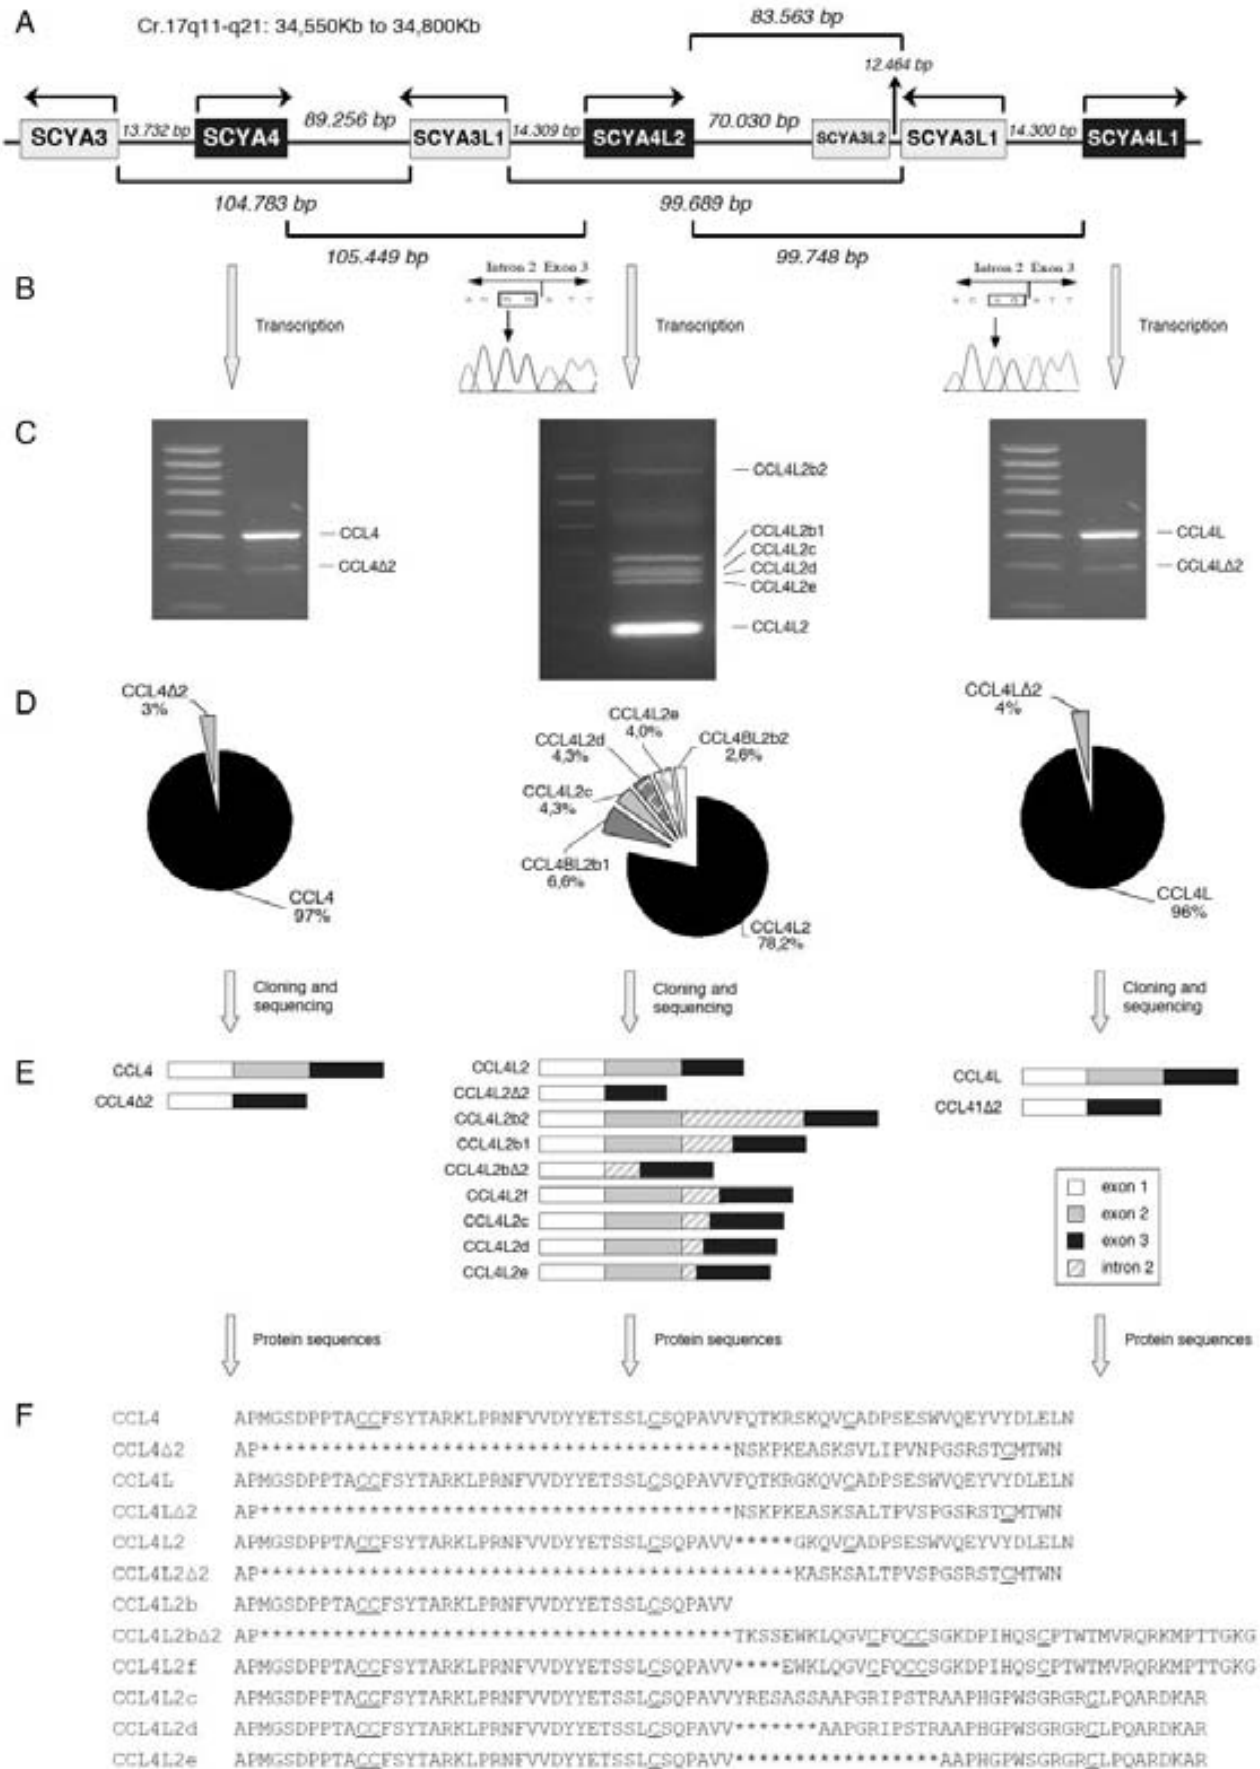 A
Cr.17q11-q21: 34,550Kb to 34,800Kb
83.563 bp
12.464 bp
SCYA3
13.732 bp
SCYA4
89.256 bp
SCYA3L1
14.309 bp
SCYA4L2
70.030 bp
SCYA3L2
SCYA3L1
14.300 bp
SCYA4L1
104.783 bp
99.689 bp
105.449 bp
99.748 bp
B
Transcription
Intron 2 Exon 3
Transcription
Intron 2 Exon 3
Transcription
C
CCL4
CCL4Δ2
CCL4L2b2
CCL4L2b1
CCL4L2c
CCL4L2d
CCL4L2e
CCL4L2
CCL4L
CCL4LΔ2
D
CCL4Δ2
3%
CCL4
97%
CCL4L2e
4,0%
CCL4L2d
4,3%
CCL4BL2b2
2,6%
CCL4L2c
4,3%
CCL4BL2b1
6,6%
CCL4L2
78,2%
CCL4LΔ2
4%
CCL4L
96%
Cloning and
sequencing
Cloning and
sequencing
Cloning and
sequencing
E
CCL4
CCL4Δ2
CCL4L2
CCL4L2Δ2
CCL4L2b2
CCL4L2b1
CCL4L2bΔ2
CCL4L2f
CCL4L2c
CCL4L2d
CCL4L2e
CCL4L
CCL41Δ2
exon 1
exon 2
exon 3
intron 2
Protein sequences
Protein sequences
Protein sequences
F
CCL4 APMGSDPPTACCFSYTARKLPRNFVVDYYETSSLCSQPAVVFQTKRSKQVCADPSESWVQEYVYDLELN
CCL4Δ2 AP***************************************NSKPKEASKSVLIPVNPGSRSTCMTWN
CCL4L APMGSDPPTACCFSYTARKLPRNFVVDYYETSSLCSQPAVVFQTKRGKQVCADPSESWVQEYVYDLELN
CCL4LΔ2 AP***************************************NSKPKEASKSALTPVSPGSRSTCMTWN
CCL4L2 APMGSDPPTACCFSYTARKLPRNFVVDYYETSSLCSQPAVV*****GKQVCADPSESWVQEYVYDLELN
CCL4L2Δ2 AP********************************************KASKSALTPVSPGSRSTCMTWN
CCL4L2b APMGSDPPTACCFSYTARKLPRNFVVDYYETSSLCSQPAVV
CCL4L2bΔ2 AP***************************************TKSSEWKLQGVCFQCCSGKDPIHQSCPTWTMVRQRKMPTTGKG
CCL4L2f APMGSDPPTACCFSYTARKLPRNFVVDYYETSSLCSQPAVV****EWKLQGVCFQCCSGKDPIHQSCPTWTMVRQRKMPTTGKG
CCL4L2c APMGSDPPTACCFSYTARKLPRNFVVDYYETSSLCSQPAVVYRESASSAAPGRIPSTRAAPHGPWSGRGRCLPQARDKAR
CCL4L2d APMGSDPPTACCFSYTARKLPRNFVVDYYETSSLCSQPAVV*******AAPGRIPSTRAAPHGPWSGRGRCLPQARDKAR
CCL4L2e APMGSDPPTACCFSYTARKLPRNFVVDYYETSSLCSQPAVV*****************AAPHGPWSGRGRCLPQARDKAR